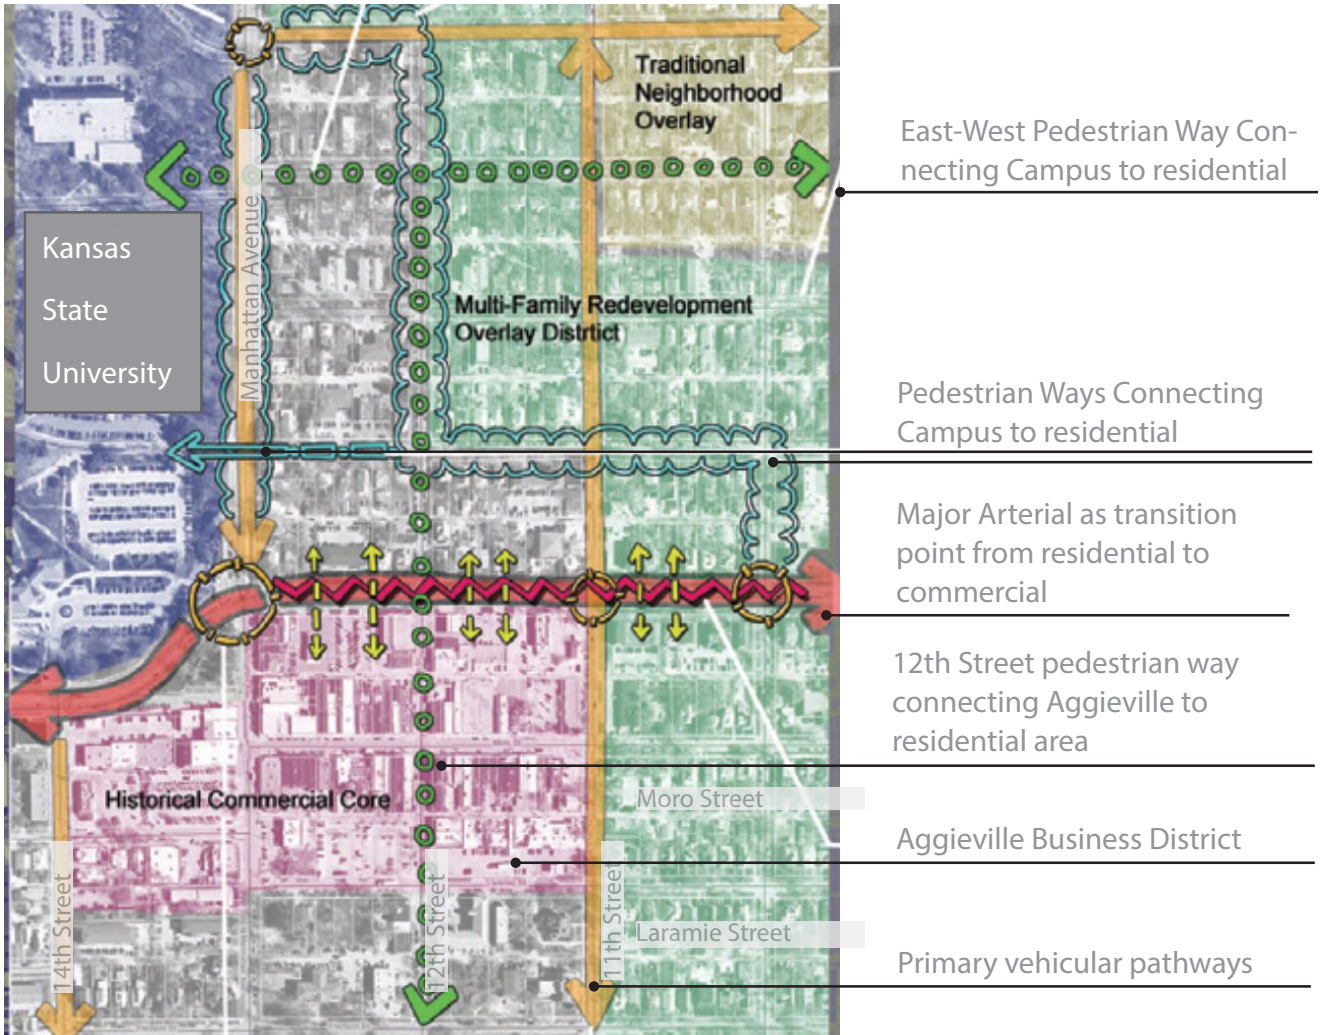 Traditional
Neighborhood
Overlay
East-West Pedestrian Way Con-
necting Campus to residential
Manhattan Avenue
Kansas
State
University
Multi-Family Redevelopment
Overlay Distrtict
Pedestrian Ways Connecting
Campus to residential
Major Arterial as transition
point from residential to
commercial
12th Street pedestrian way
connecting Aggieville to
residential area
Historical Commercial Core
Moro Street
Aggieville Business District
14th Street
12th Street
11th Street
Laramie Street
Primary vehicular pathways